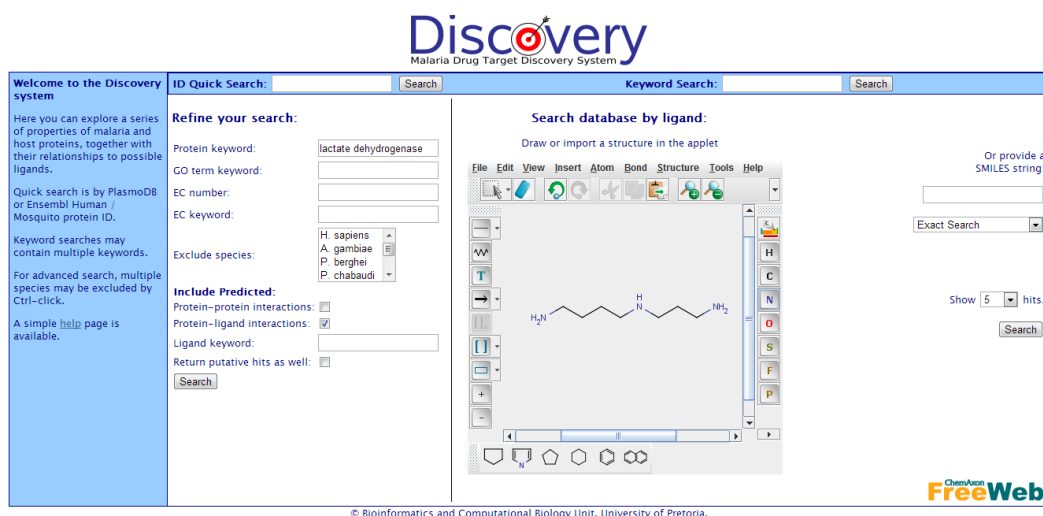 Discovery
Malaria Drug Target Discovery System
Welcome to the Discovery
system
Here you can explore a series
of properties of malaria and
host proteins, together with
their relationships to possible
ligands.
Quick search is by PlasmoDB
or Ensembl Human /
Mosquito protein ID.
Keyword searches may
contain multiple keywords.
For advanced search, multiple
species may be excluded by
Ctrl-click.
A simple help page is
available.
ID Quick Search: Search
Keyword Search: Search
Refine your search:
Protein keyword: lactate dehydrogenase
GO term keyword:
EC number:
EC keyword:
Exclude species:
H. sapiens
A. gambiae
P. berghei
P. chabaudi
Include Predicted:
Protein-protein interactions:
Protein-ligand interactions:
Ligand keyword:
Return putative hits as well:
Search
Search database by ligand:
Draw or import a structure in the applet
File Edit View Insert Atom Bond Structure Tools Help
T
H
C
N
O
S
F
P
H₂N
H
N
NH₂
N
Or provide a
SMILES string:
Exact Search
Show 5 hits.
Search
ChemAxon
FreeWeb
© Bioinformatics and Computational Biology Unit, University of Pretoria.